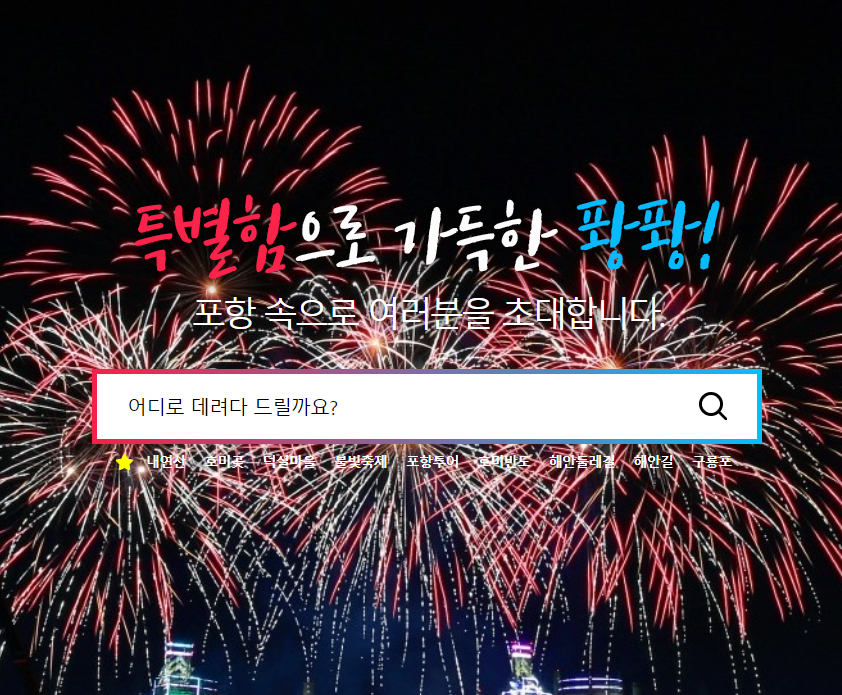 특별함으로 가득한 퐝퐝!
포항 속으로 여러분을 초대합니다.
어디로 데려다 드릴까요?
내연산 호미곶 덕실마을 불빛축제 포항투어 호미반도 해안둘레길 해안길 구룡포